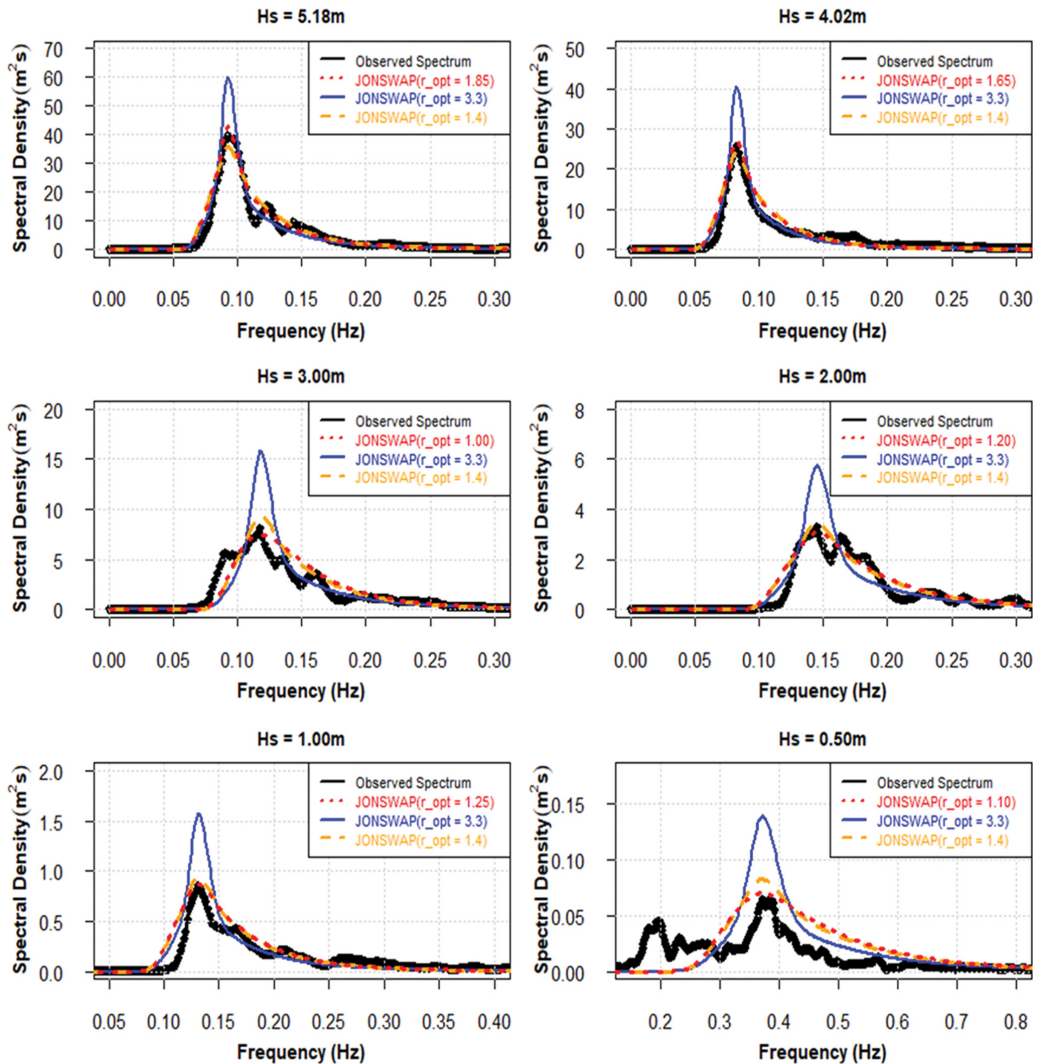 Hs = 5.18m
Spectral Density (m²s)
70
60
50
40
30
20
10
0
Observed Spectrum
JONSWAP(r_opt = 1.85)
JONSWAP(r_opt = 3.3)
JONSWAP(r_opt = 1.4)
0.00 0.05 0.10 0.15 0.20 0.25 0.30
Frequency (Hz)
Hs = 4.02m
Spectral Density (m²s)
50
40
30
20
10
0
Observed Spectrum
JONSWAP(r_opt = 1.65)
JONSWAP(r_opt = 3.3)
JONSWAP(r_opt = 1.4)
0.00 0.05 0.10 0.15 0.20 0.25 0.30
Frequency (Hz)
Hs = 3.00m
Spectral Density (m²s)
20
15
10
5
0
Observed Spectrum
JONSWAP(r_opt = 1.00)
JONSWAP(r_opt = 3.3)
JONSWAP(r_opt = 1.4)
0.00 0.05 0.10 0.15 0.20 0.25 0.30
Frequency (Hz)
Hs = 2.00m
Spectral Density (m²s)
8
6
4
2
0
Observed Spectrum
JONSWAP(r_opt = 1.20)
JONSWAP(r_opt = 3.3)
JONSWAP(r_opt = 1.4)
0.00 0.05 0.10 0.15 0.20 0.25 0.30
Frequency (Hz)
Hs = 1.00m
Spectral Density (m²s)
2.0
1.5
1.0
0.5
0.0
Observed Spectrum
JONSWAP(r_opt = 1.25)
JONSWAP(r_opt = 3.3)
JONSWAP(r_opt = 1.4)
0.05 0.10 0.15 0.20 0.25 0.30 0.35 0.40
Frequency (Hz)
Hs = 0.50m
Spectral Density (m²s)
0.15
0.10
0.05
0.00
Observed Spectrum
JONSWAP(r_opt = 1.10)
JONSWAP(r_opt = 3.3)
JONSWAP(r_opt = 1.4)
0.2 0.3 0.4 0.5 0.6 0.7 0.8
Frequency (Hz)